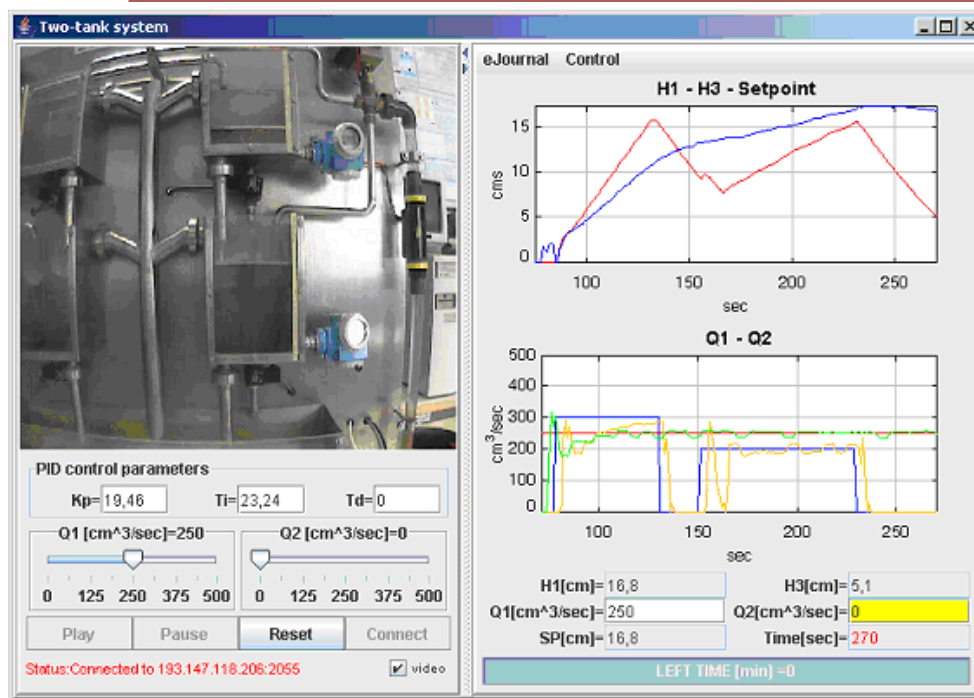 Two-tank system
PID control parameters
Kp= 19,46 Ti= 23,24 Td= 0
Q1 [cm^3/sec]=250 Q2 [cm^3/sec]=0
0 125 250 375 500 0 125 250 375 500
Play Pause Reset Connect
Status:Connected to 193.147.118.206:2055 video
eJournal Control
H1 - H3 - Setpoint
15
10
5
0
cms
100 150 200 250
sec
Q1 - Q2
500
400
300
200
100
0
cm³/sec
100 150 200 250
sec
H1[cm]= 16,8 H3[cm]= 5,1
Q1[cm^3/sec]= 250 Q2[cm^3/sec]= 0
SP[cm]= 16,8 Time[sec]= 270
LEFT TIME [min] =0